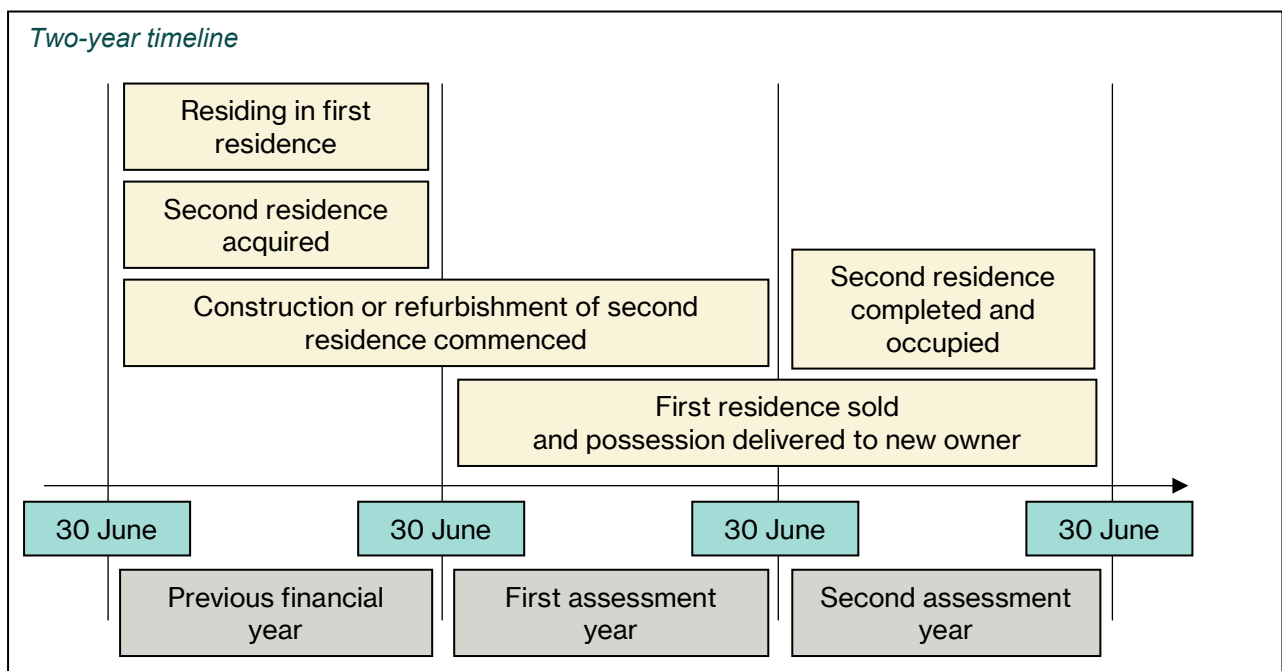 Two-year timeline
Residing in first
residence
Second residence
acquired
Construction or refurbishment of second
residence commenced
Second residence
completed and
occupied
First residence sold
and possession delivered to new owner
30 June
30 June
30 June
30 June
Previous financial
year
First assessment
year
Second assessment
year